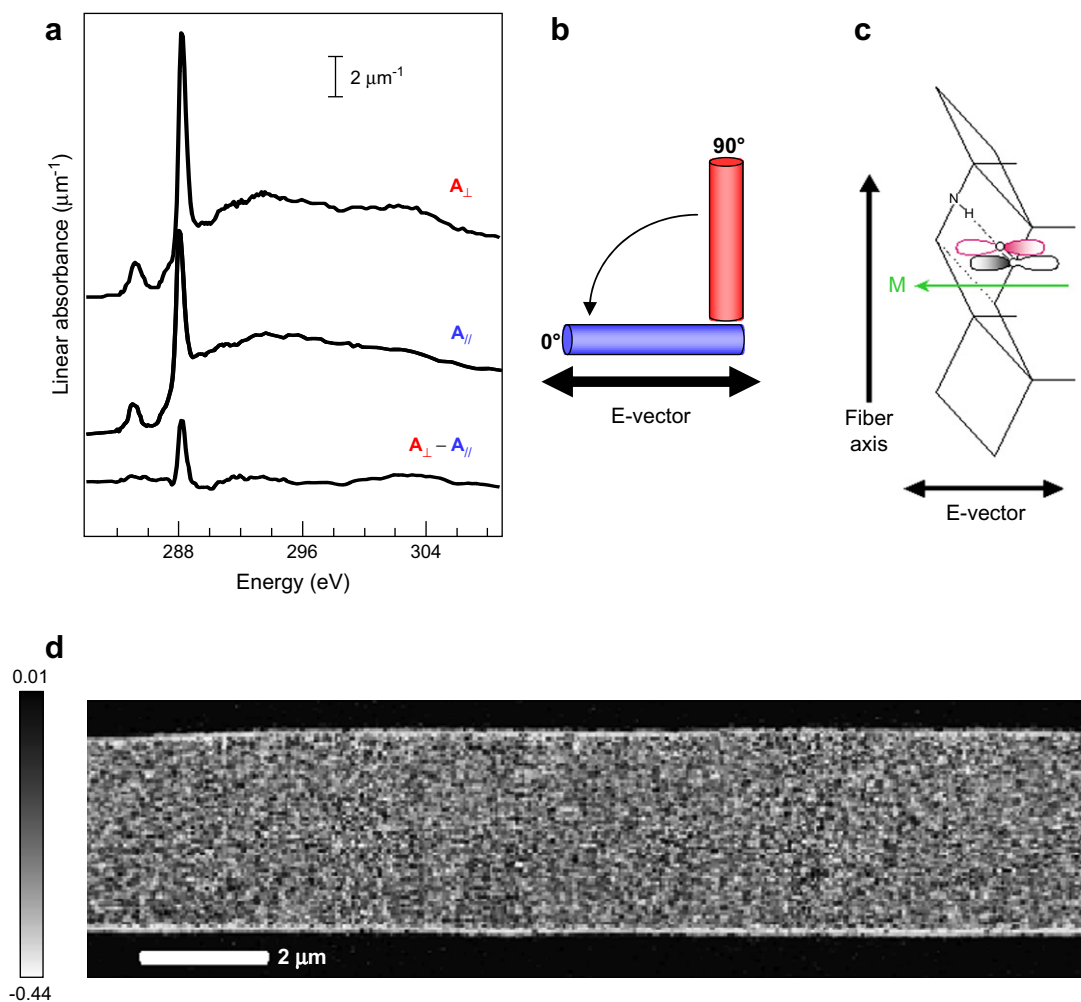 a
2 μm⁻¹
Linear absorbance (μm⁻¹)
A⊥
A//
A⊥ – A//
288
296
304
Energy (eV)
b
90°
0°
E-vector
c
N
H
M
Fiber
axis
E-vector
d
0.01
-0.44
2 μm